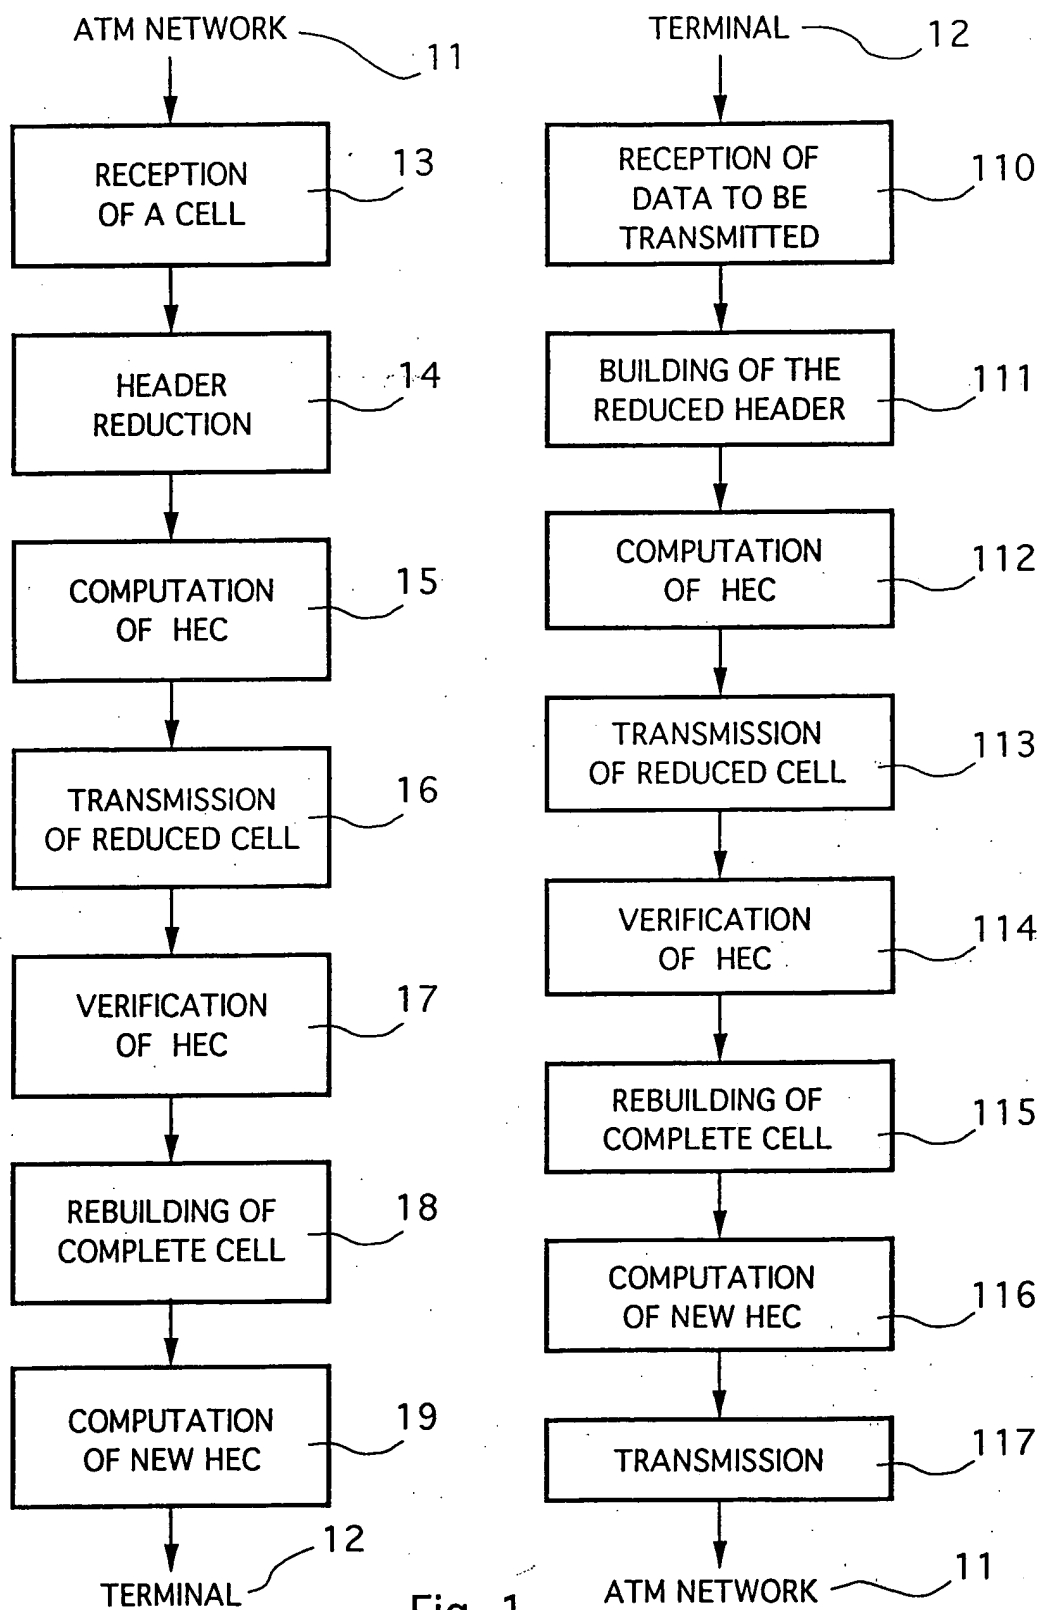 ATM NETWORK
11
RECEPTION
OF A CELL
13
HEADER
REDUCTION
14
COMPUTATION
OF HEC
15
TRANSMISSION
OF REDUCED CELL
16
VERIFICATION
OF HEC
17
REBUILDING OF
COMPLETE CELL
18
COMPUTATION
OF NEW HEC
19
TERMINAL
12
TERMINAL
12
RECEPTION OF
DATA TO BE
TRANSMITTED
110
BUILDING OF THE
REDUCED HEADER
111
COMPUTATION
OF HEC
112
TRANSMISSION
OF REDUCED CELL
113
VERIFICATION
OF HEC
114
REBUILDING OF
COMPLETE CELL
115
COMPUTATION
OF NEW HEC
116
TRANSMISSION
117
ATM NETWORK
11
Fig. 1